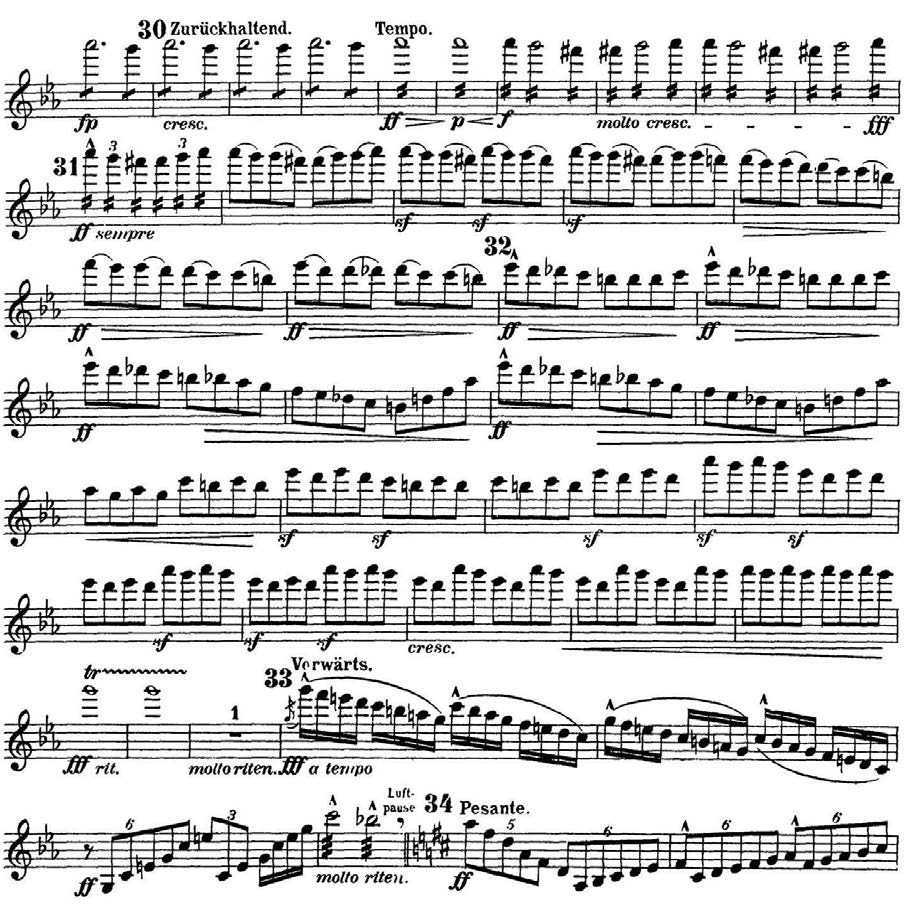 30 Zurückhaltend. Tempo.
fp cresc. ff p f molto cresc. fff
31 3 3
ff sempre sf sf sf
32
ff ff ff ff
ff ff
sf sf sf sf sf
sf sf sf cresc.
tr 1 33 Vorwärts.
fff rit. molto riten. fff a tempo
6 3 Luft-
pause 34 Pesante. 5 6 6 6
ff molto riten. ff